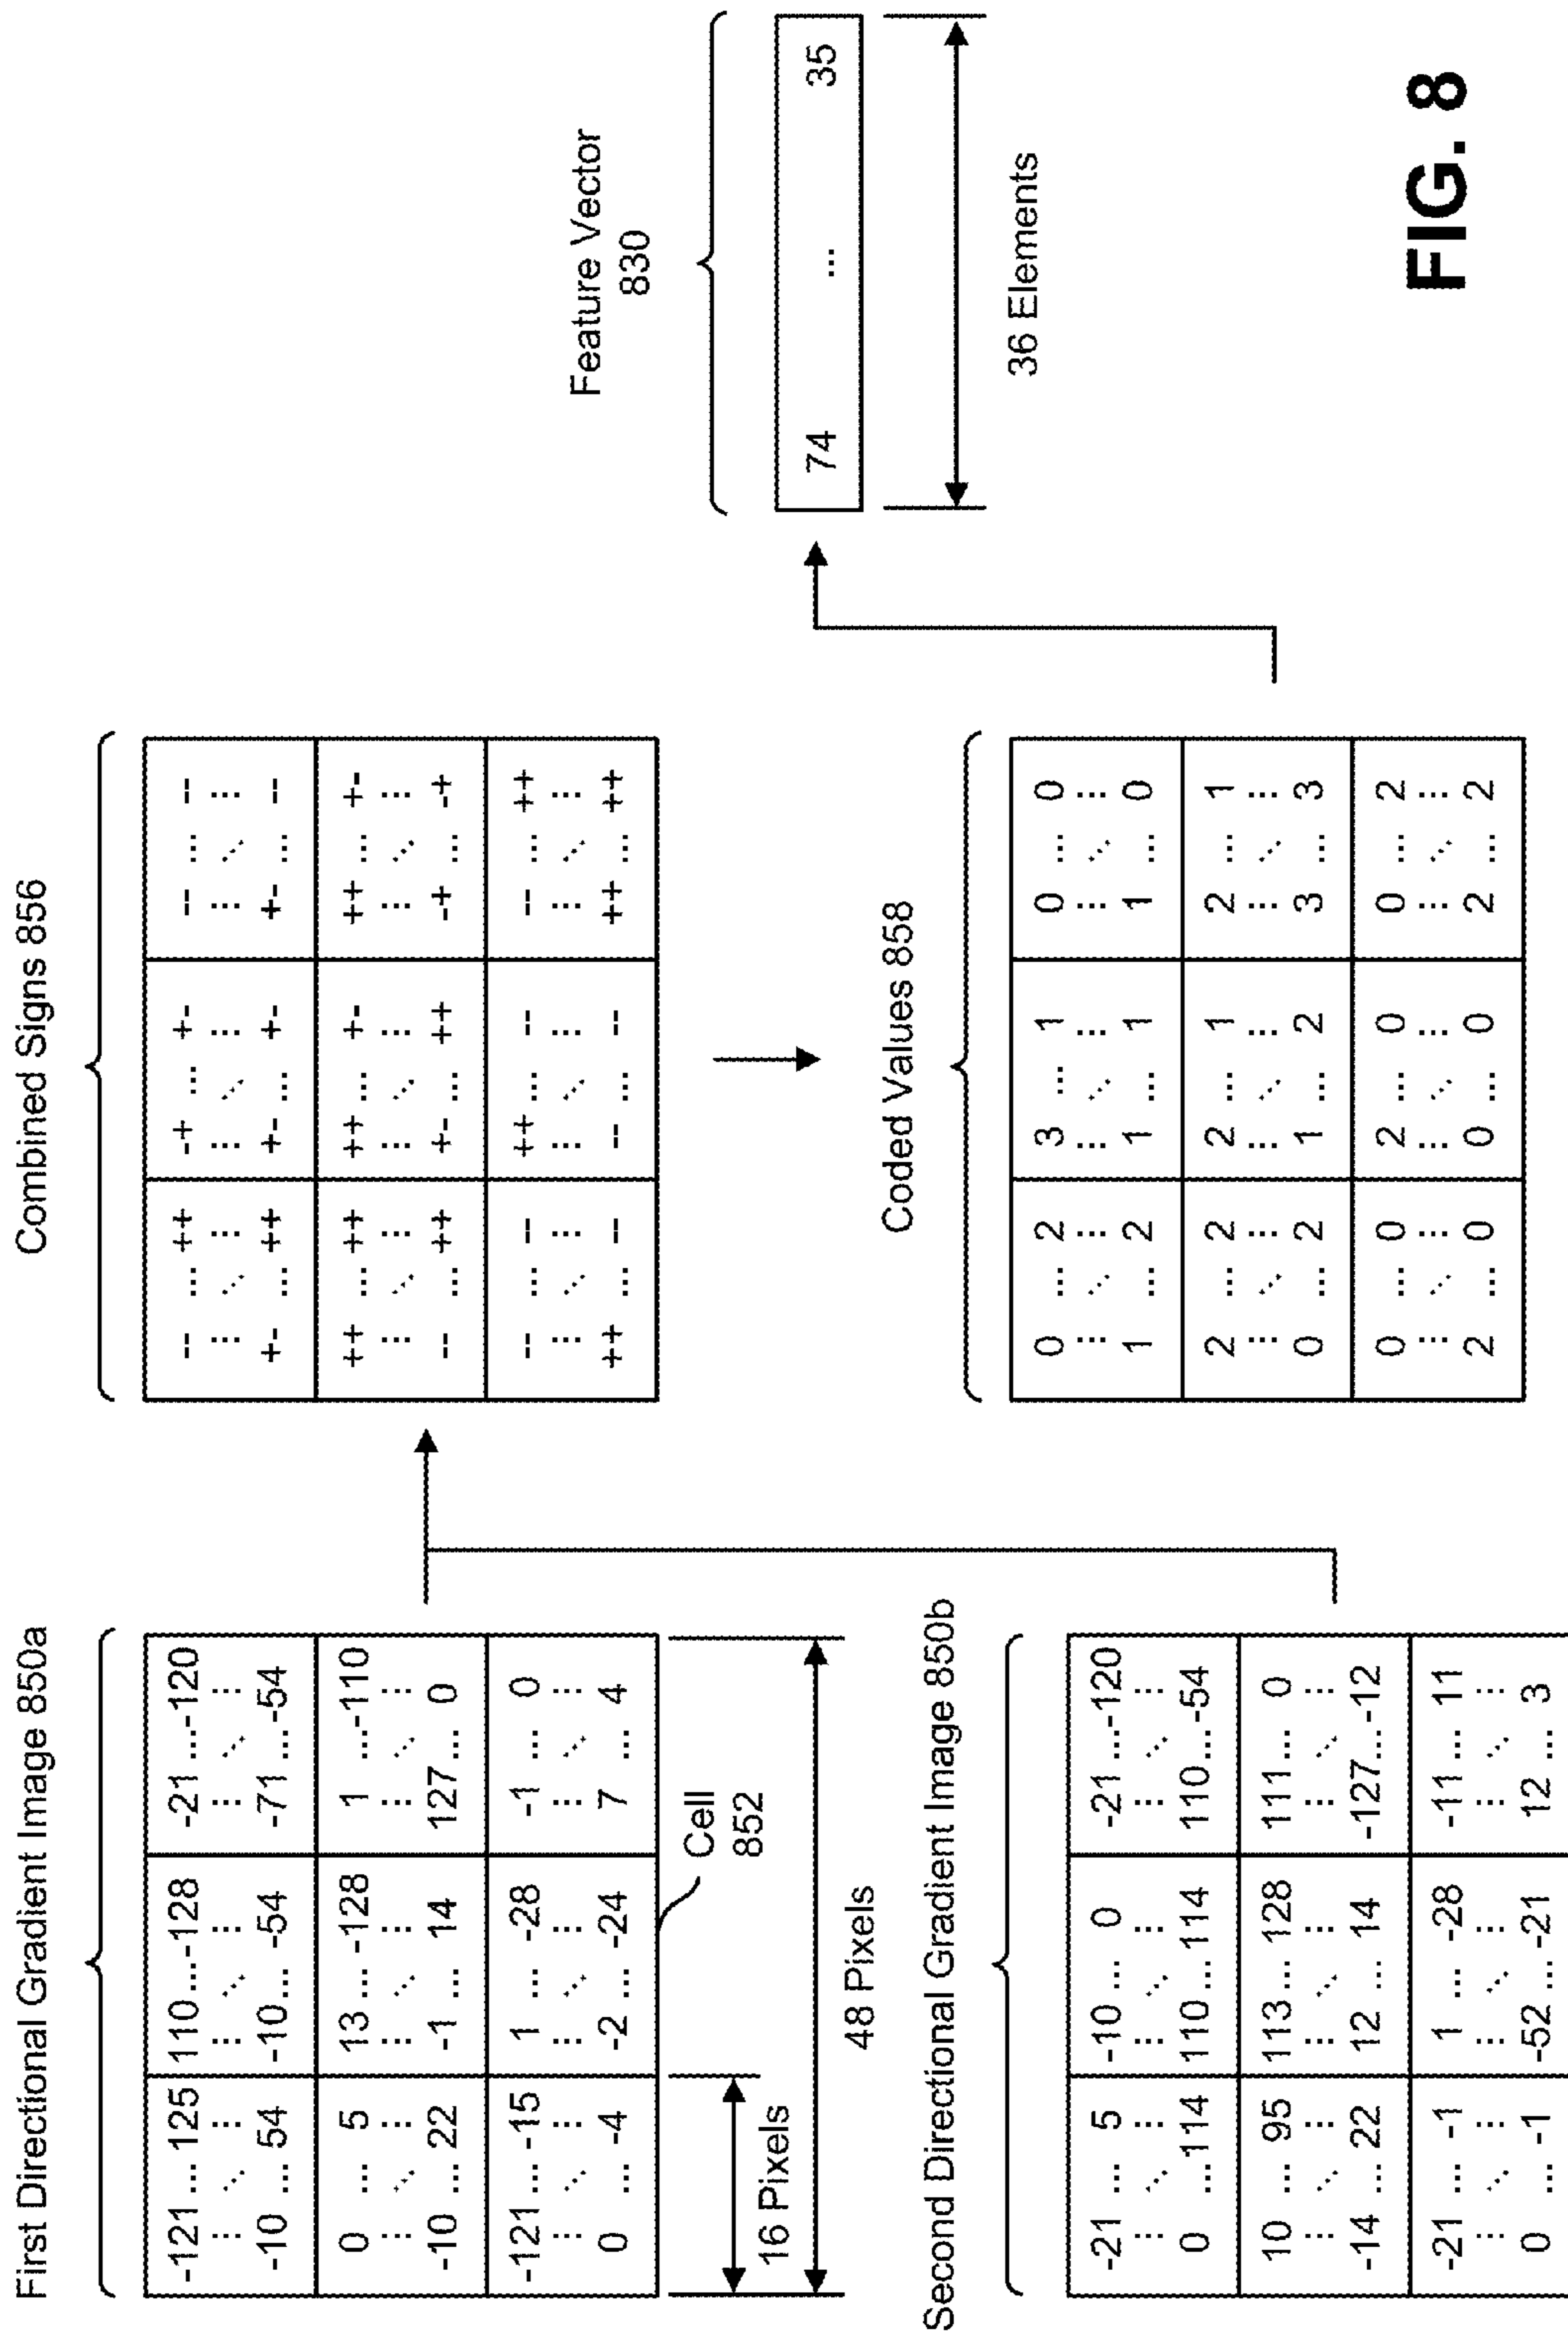 First Directional Gradient Image 850a
-121 ... 125 110 ...-128 -21 ...-120
-10 ... 54 -10... -54 -71 ...-54
0 ... 5 13 ... -128 1 ...-110
-10 ... 22 -1 ... 14 127 ... 0
-121 ... -15 1 ... -28 -1 ... 0
0 ... -4 -2 ... -24 7 ... 4
16 Pixels
Cell
852
48 Pixels
Second Directional Gradient Image 850b
-21 ... 5 -10 ... 0 -21 ...-120
0 ...114 110 ... 114 110 ...-54
10 ... 95 113 ... 128 111 ... 0
-14 ... 22 12 ... 14 -127...-12
-21 ... -1 1 ... -28 -11 ... 11
0 ... -1 -52 ... -21 12 ... 3
Combined Signs 856
-- ... ++ -+ ... +- -- ... --
+- ... ++ +- ... +- +- ... --
++ ... ++ ++ ... +- ++ ... +-
-- ... ++ +- ... ++ -+ ... -+
-- ... -- ++ ... -- -- ... ++
++ ... -- -- ... -- ++ ... ++
Coded Values 858
0 ... 2 3 ... 1 0 ... 0
1 ... 2 1 ... 1 1 ... 0
2 ... 2 2 ... 1 2 ... 1
0 ... 2 1 ... 2 3 ... 3
0 ... 0 2 ... 0 0 ... 2
2 ... 0 0 ... 0 2 ... 2
Feature Vector
830
74 ... 35
36 Elements
FIG. 8